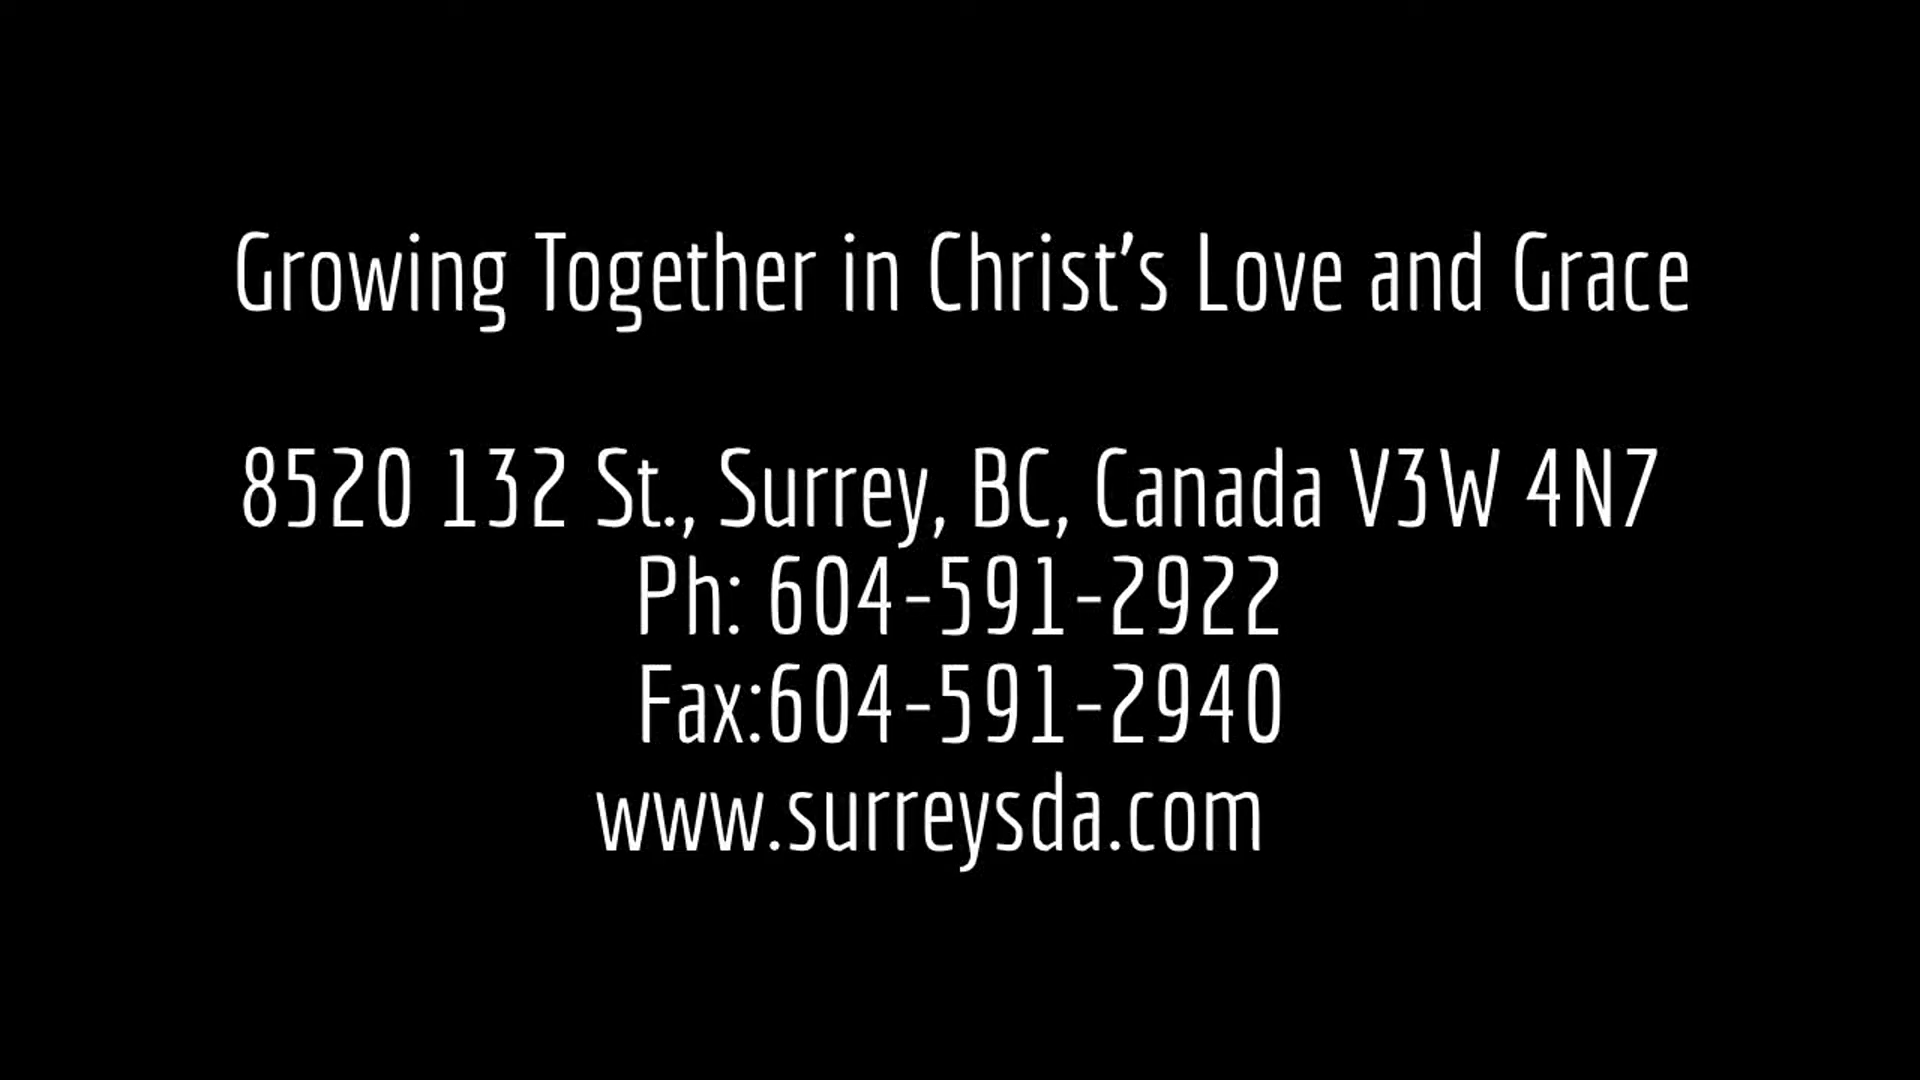 Growing Together in Christ's Love and Grace
8520 132 St., Surrey, BC, Canada V3W 4N7
Ph: 604-591-2922
Fax:604-591-2940
www.surreysda.com